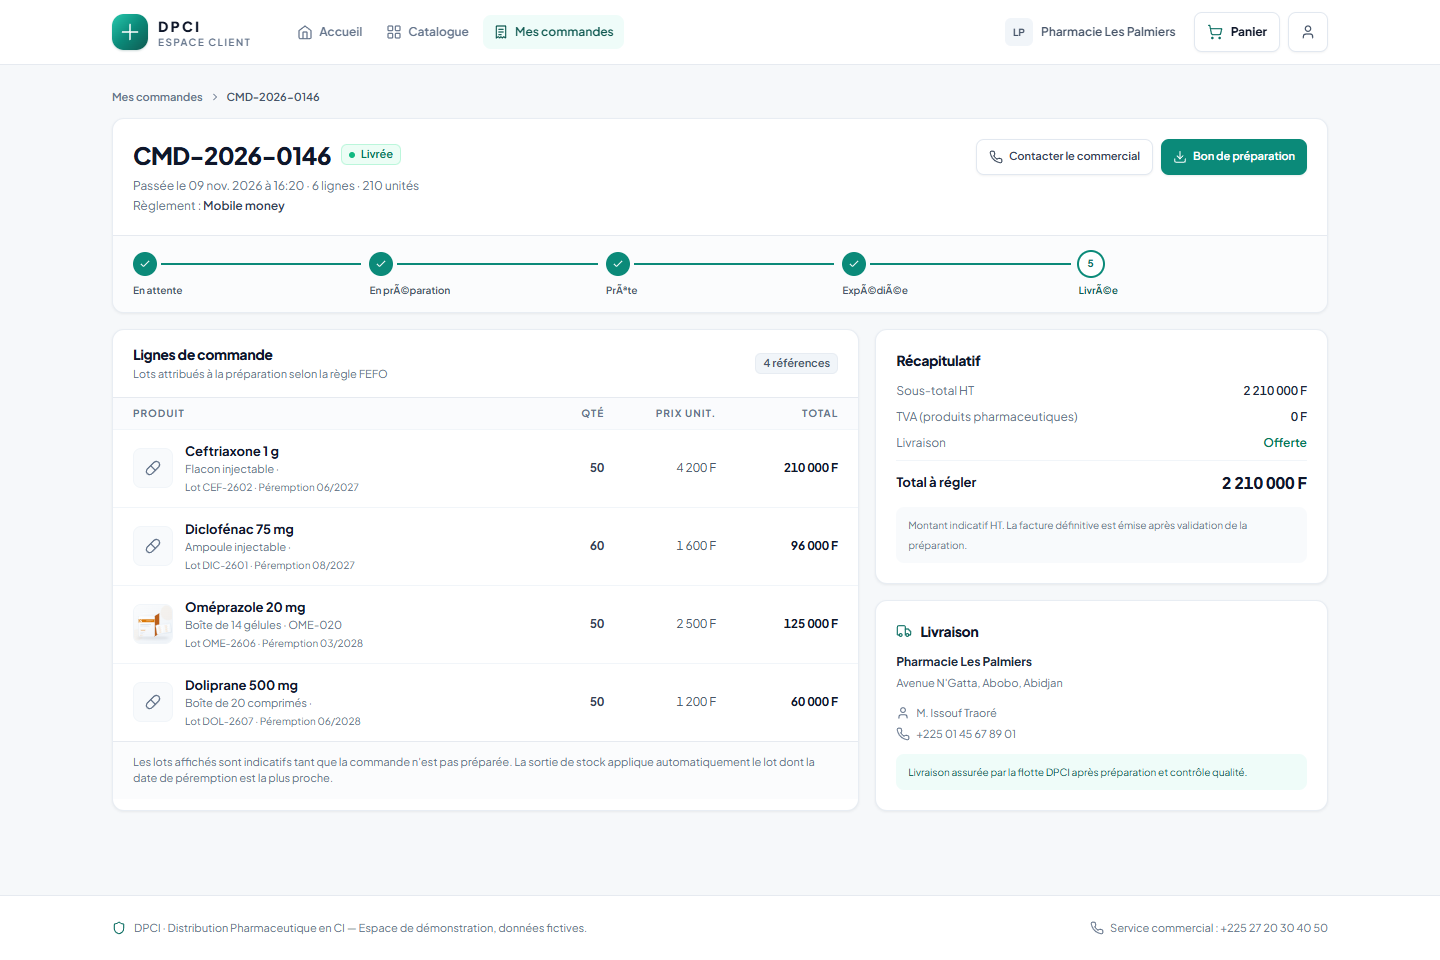 DPCI
ESPACE CLIENT
Accueil
Catalogue
Mes commandes
LP
Pharmacie Les Palmiers
Panier
Mes commandes > CMD-2026-0146
CMD-2026-0146
Livrée
Contacter le commercial
Bon de préparation
Passée le 09 nov. 2026 à 16:20 · 6 lignes · 210 unités
Règlement : Mobile money
5
En attente
En prÃ©paration
PrÃªte
ExpÃ©diÃ©e
LivrÃ©e
Lignes de commande
Lots attribués à la préparation selon la règle FEFO
4 références
PRODUIT QTÉ PRIX UNIT. TOTAL
Ceftriaxone 1 g
Flacon injectable ·
Lot CEF-2602 · Péremption 06/2027
50 4 200 F 210 000 F
Diclofénac 75 mg
Ampoule injectable ·
Lot DIC-2601 · Péremption 08/2027
60 1 600 F 96 000 F
Oméprazole 20 mg
Boîte de 14 gélules · OME-020
Lot OME-2606 · Péremption 03/2028
50 2 500 F 125 000 F
Doliprane 500 mg
Boîte de 20 comprimés ·
Lot DOL-2607 · Péremption 06/2028
50 1 200 F 60 000 F
Les lots affichés sont indicatifs tant que la commande n'est pas préparée. La sortie de stock applique automatiquement le lot dont la
date de péremption est la plus proche.
Récapitulatif
Sous-total HT 2 210 000 F
TVA (produits pharmaceutiques) 0 F
Livraison Offerte
Total à régler 2 210 000 F
Montant indicatif HT. La facture définitive est émise après validation de la
préparation.
Livraison
Pharmacie Les Palmiers
Avenue N'Gatta, Abobo, Abidjan
M. Issouf Traoré
+225 01 45 67 89 01
Livraison assurée par la flotte DPCI après préparation et contrôle qualité.
DPCI · Distribution Pharmaceutique en CI — Espace de démonstration, données fictives.
Service commercial : +225 27 20 30 40 50